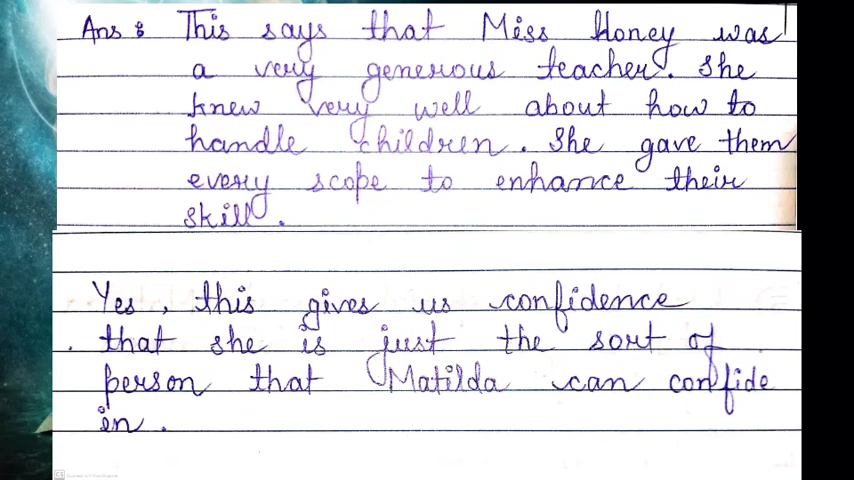 Ans : This says that Miss Honey was
a very generous teacher. She
knew very well about how to
handle children. She gave them
every scope to enhance their
skill.
Yes, this gives us confidence
that she is just the sort of
person that Matilda can confide
in.